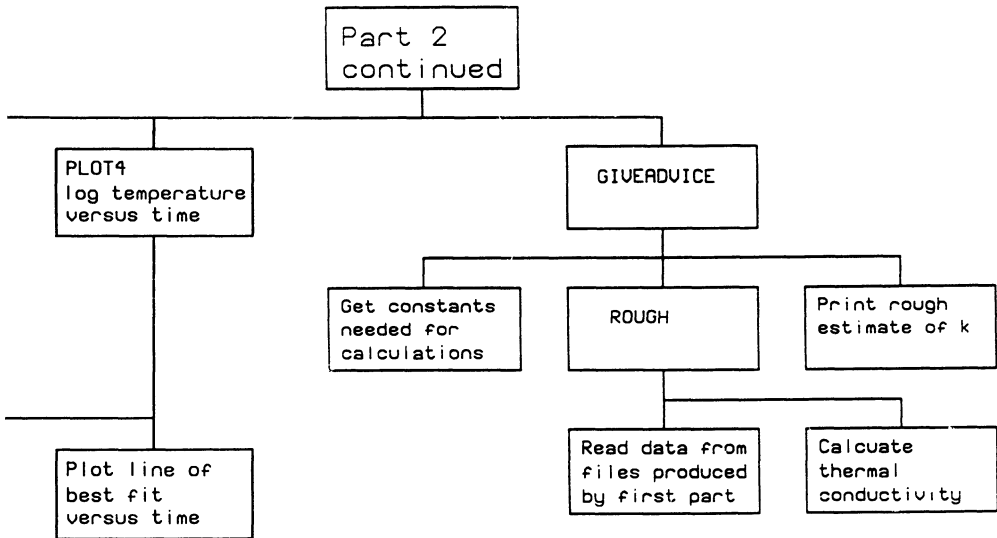 Part 2
continued
PLOT4
log temperature
versus time
GIVEADVICE
Get constants
needed for
calculations
ROUGH
Print rough
estimate of k
Plot line of
best fit
versus time
Read data from
files produced
by first part
Calcuate
thermal
conductivity